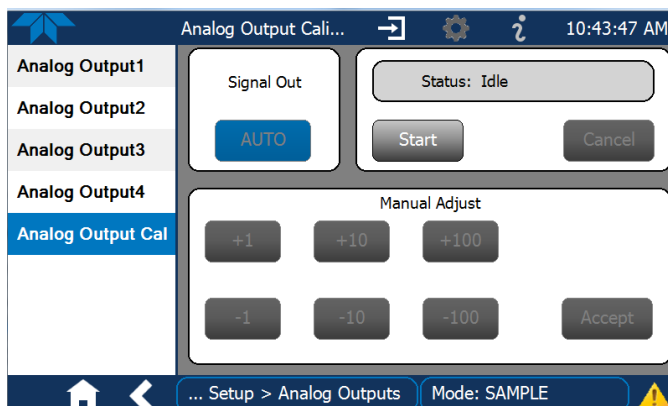 Analog Output Cali... 10:43:47 AM
Analog Output1
Analog Output2
Analog Output3
Analog Output4
Analog Output Cal
Signal Out
AUTO
Status: Idle
Start
Cancel
Manual Adjust
+1
+10
+100
-1
-10
-100
Accept
... Setup > Analog Outputs
Mode: SAMPLE